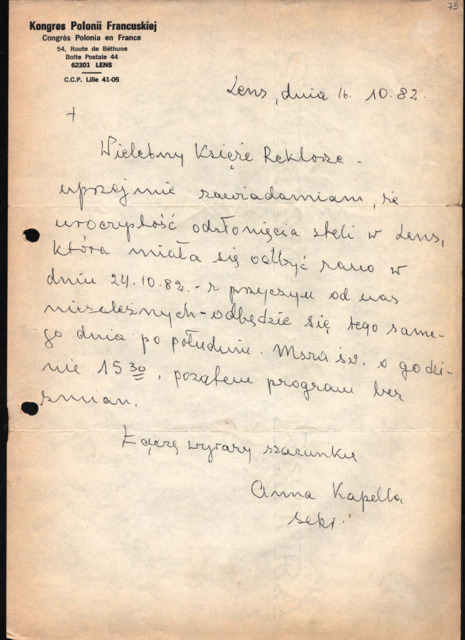 73
Kongres Polonii Francuskiej
Congrès Polonia en France
54, Route de Béthune
Boîte Postale 44
62301 LENS
C.C.P. Lille 41-05
Lens, dnia 16. 10.82.
+
Wielebny Księże Rektorze -
uprzejmie zawiadamiam, że
uroczystość odsłonięcia steli w Lens,
która miała się odbyć rano w
dniu 24.10.82. - z przyczyn od nas
niezależnych - odbędzie się tego same-
go dnia po południu. Msza św. o godzi-
nie 15 30, pozatem program bez
zmian.
Łączę wyrazy szacunku
Anna Kapella
sekr.